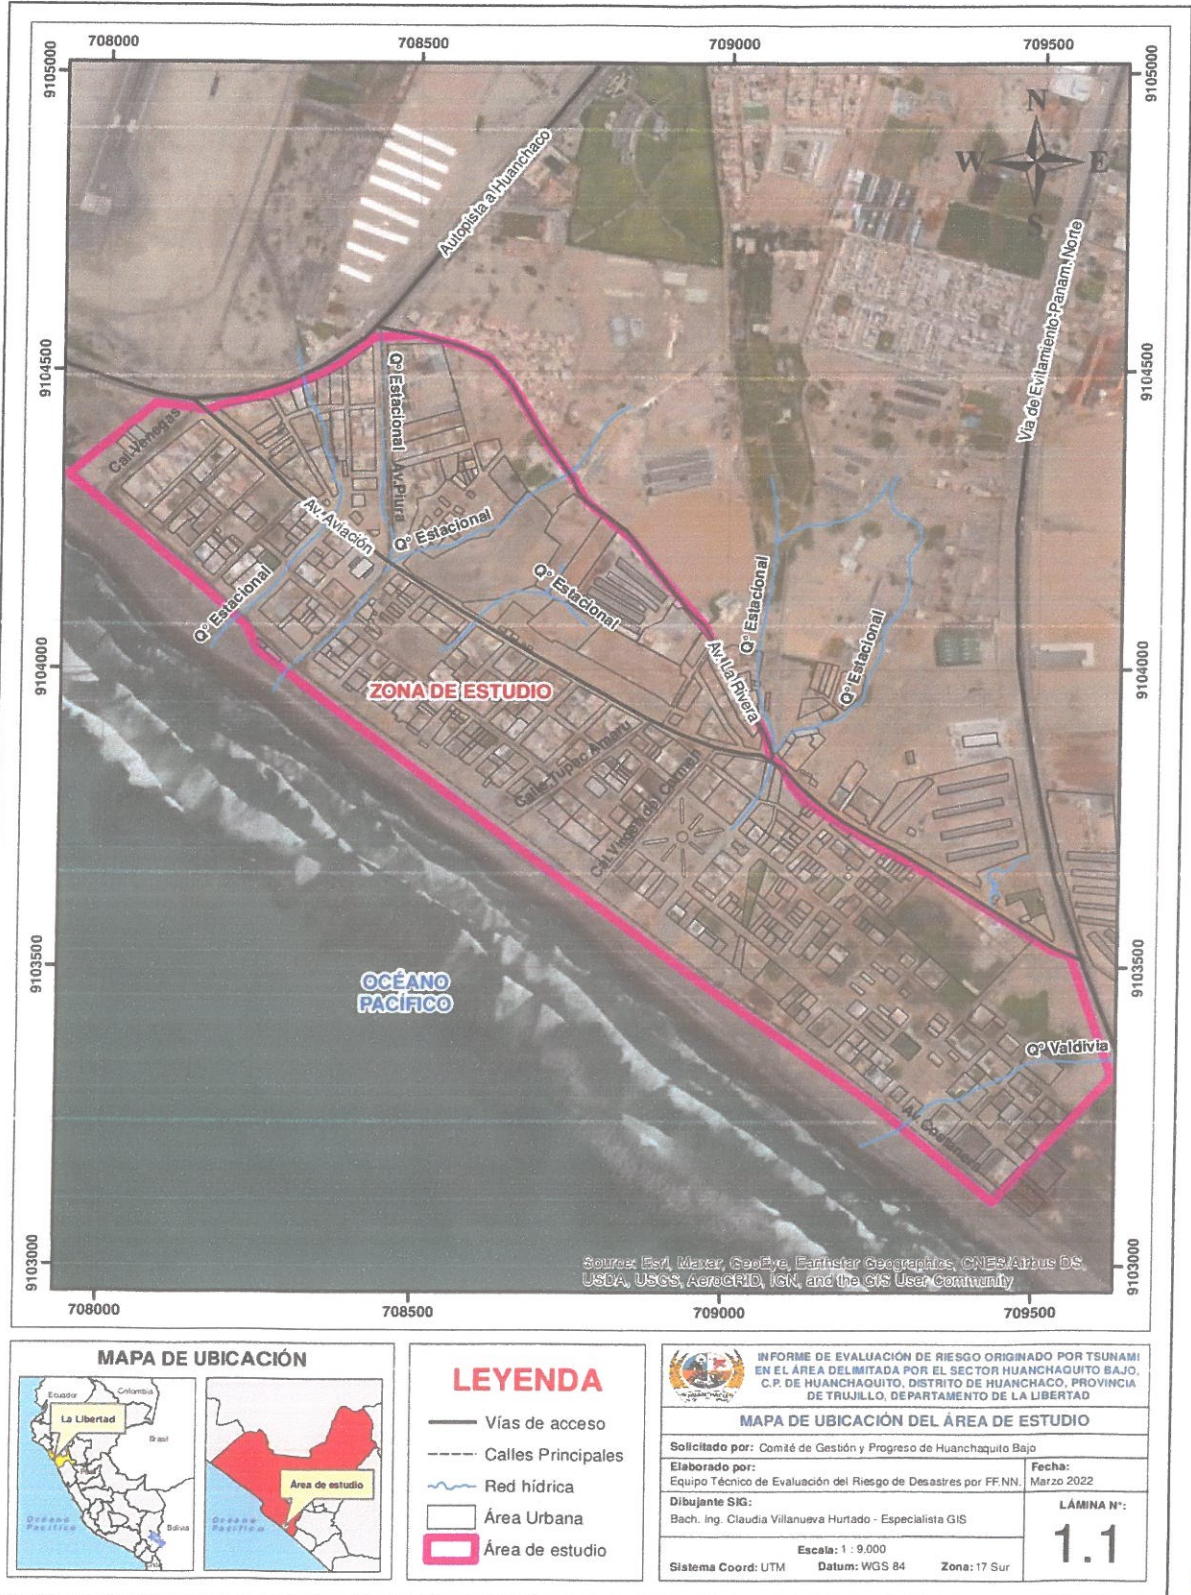 708000
708500
709000
709500
9105000
9105000
N
W
E
S
Autopista a Huanchaco
Vía de Evitamiento-Panam. Norte
9104500
9104500
Cal. Venegas
Q° Estacional
Av. Piura
Av. Aviación
Q° Estacional
Q° Estacional
Q° Estacional
Q° Estacional
Q° Estacional
Av. La Rivera
9104000
9104000
ZONA DE ESTUDIO
Calle Tupac Amaru
Cal. Virgen del Carmen
9103500
9103500
OCÉANO
PACÍFICO
Q° Valdivia
Av. Costanera
9103000
9103000
Source: Esri, Maxar, GeoEye, Earthstar Geographics, CNES/Airbus DS,
USDA, USGS, AeroGRID, IGN, and the GIS User Community
708000
708500
709000
709500
MAPA DE UBICACIÓN
Ecuador
Colombia
La Libertad
Brasil
Perú
Océano
Pacífico
Bolivia
Chile
Área de estudio
Océano
Pacífico
LEYENDA
Vías de acceso
Calles Principales
Red hídrica
Área Urbana
Área de estudio
INFORME DE EVALUACIÓN DE RIESGO ORIGINADO POR TSUNAMI
EN EL ÁREA DELIMITADA POR EL SECTOR HUANCHAQUITO BAJO,
C.P. DE HUANCHAQUITO, DISTRITO DE HUANCHACO, PROVINCIA
DE TRUJILLO, DEPARTAMENTO DE LA LIBERTAD
MAPA DE UBICACIÓN DEL ÁREA DE ESTUDIO
Solicitado por: Comité de Gestión y Progreso de Huanchaquito Bajo
Elaborado por:
Equipo Técnico de Evaluación del Riesgo de Desastres por FF.NN.
Fecha:
Marzo 2022
Dibujante SIG:
Bach. Ing. Claudia Villanueva Hurtado - Especialista GIS
LÁMINA N°:
1.1
Escala: 1 : 9.000
Sistema Coord: UTM Datum: WGS 84 Zona: 17 Sur